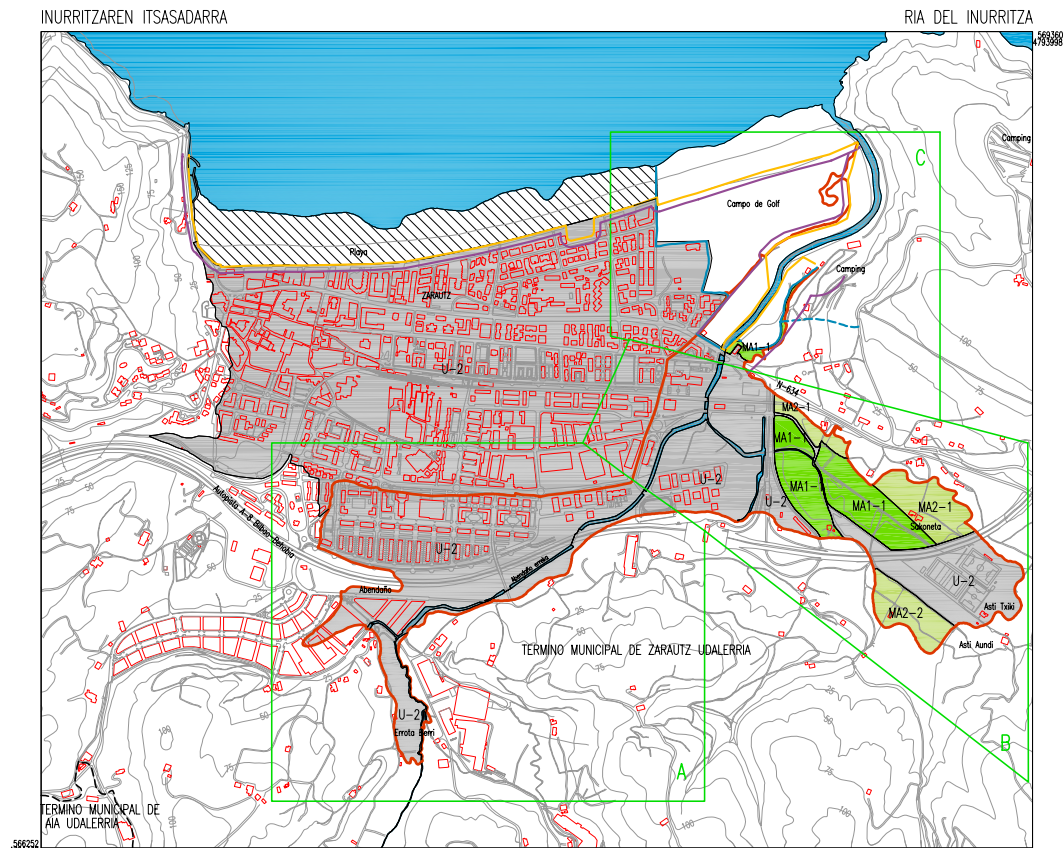 INURRITZAREN ITSASADARRA
RIA DEL INURRITZA
569360
4793998
Camping
C
Campo de Golf
Playa
Camping
ZARAUTZ
MA1-1
U-2
N-634
MA2-1
MA1-1
U-2
MA1-1
U-2
MA1-1
MA2-1
Sakoneta
Autopista A-8 Bilbao-Behobia
U-2
Abendaño erreka
U-2
Abendaño
MA2-2
Asti Txiki
Asti Aundi
TERMINO MUNICIPAL DE ZARAUTZ UDALERRIA
U-2
Errota Berri
B
A
TERMINO MUNICIPAL DE
AIA UDALERRIA
566252